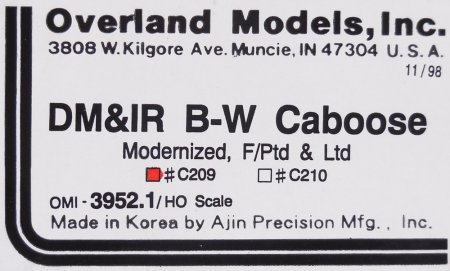 Overland Models, Inc.
3808 W. Kilgore Ave. Muncie, IN 47304 U. S. A.
11/98
DM&IR B-W Caboose
Modernized, F/Ptd & Ltd
#C209 #C210
OMI - 3952.1/HO Scale
Made in Korea by Ajin Precision Mfg. , Inc.